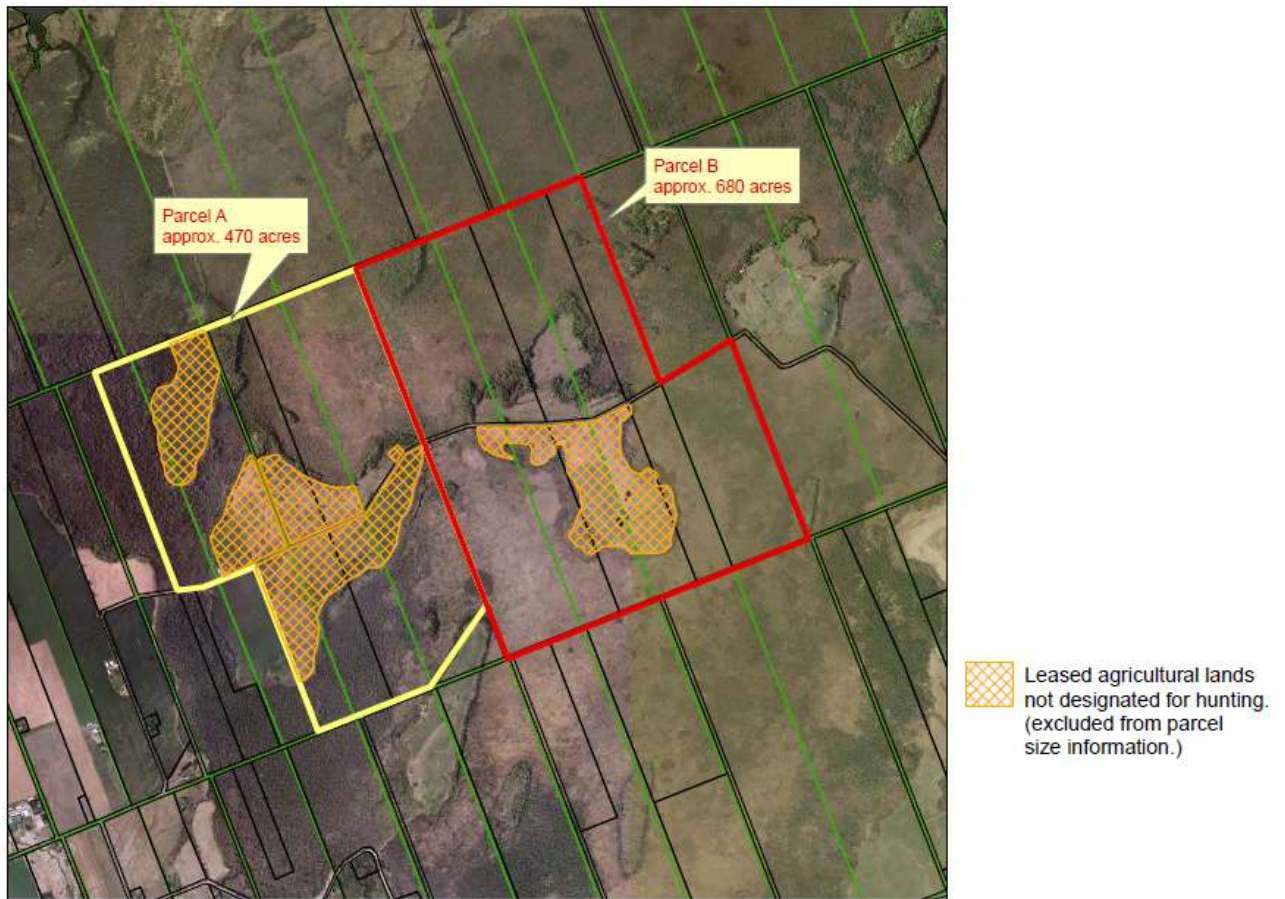 Parcel A
approx. 470 acres
Parcel B
approx. 680 acres
Leased agricultural lands
not designated for hunting.
(excluded from parcel
size information.)